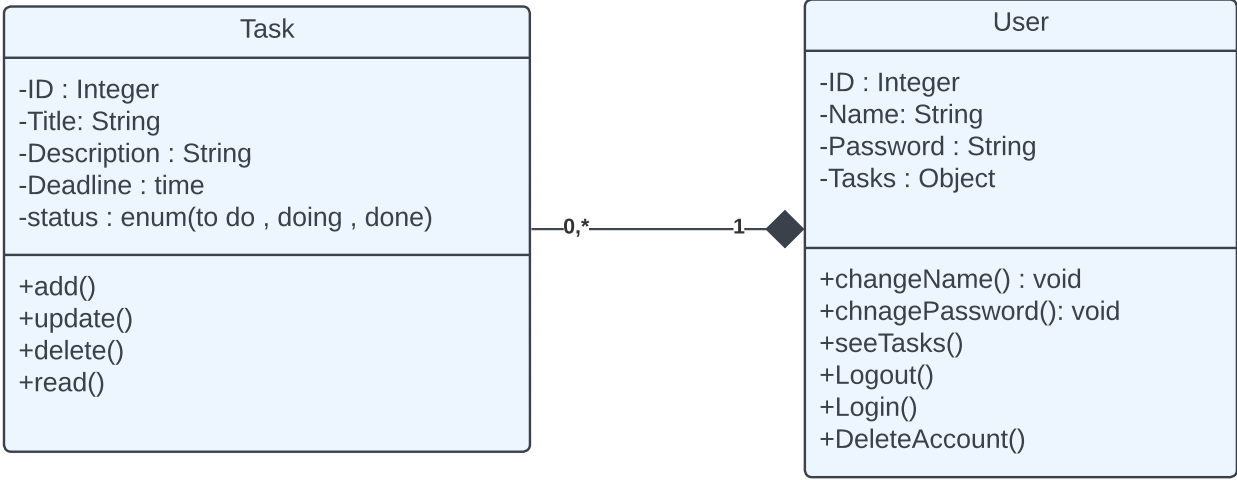 Task
-ID : Integer
-Title: String
-Description : String
-Deadline : time
-status : enum(to do , doing , done)
+add()
+update()
+delete()
+read()
0,*
1
User
-ID : Integer
-Name: String
-Password : String
-Tasks : Object
+changeName() : void
+chnagePassword(): void
+seeTasks()
+Logout()
+Login()
+DeleteAccount()